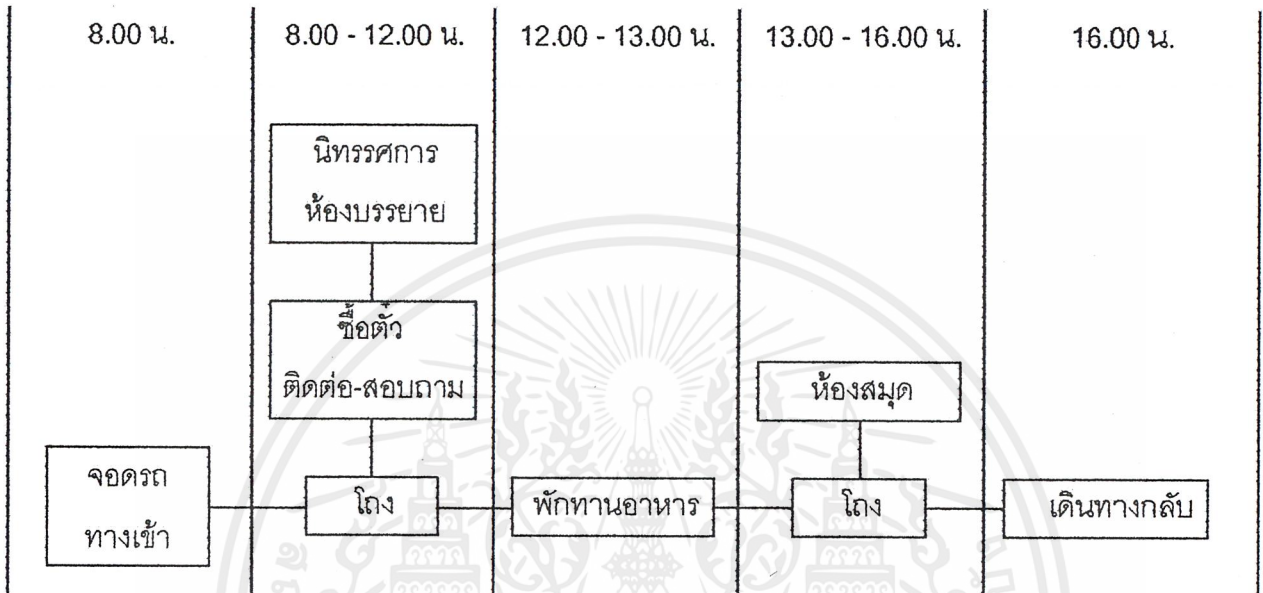 8.00 น.
8.00 - 12.00 น.
12.00 - 13.00 น.
13.00 - 16.00 น.
16.00 น.
นิทรรศการ
ห้องบรรยาย
ซื้อตั๋ว
ติดต่อ-สอบถาม
ห้องสมุด
จอดรถ
ทางเข้า
โถง
พักทานอาหาร
โถง
เดินทางกลับ